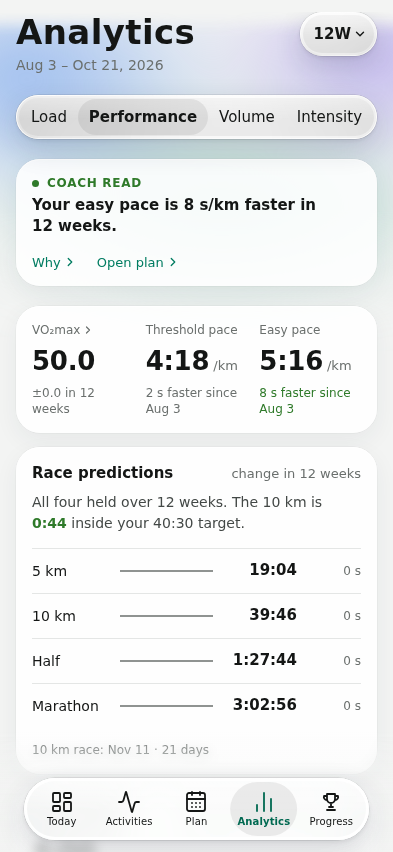 Analytics
12W
Aug 3 – Oct 21, 2026
Load Performance Volume Intensity
COACH READ
Your easy pace is 8 s/km faster in
12 weeks.
Why Open plan
VO₂max Threshold pace Easy pace
50.0 4:18 /km 5:16 /km
±0.0 in 12 weeks
2 s faster since Aug 3
8 s faster since Aug 3
Race predictions change in 12 weeks
All four held over 12 weeks. The 10 km is
0:44 inside your 40:30 target.
5 km 19:04 0 s
10 km 39:46 0 s
Half 1:27:44 0 s
Marathon 3:02:56 0 s
10 km race: Nov 11 · 21 days
Today Activities Plan Analytics Progress